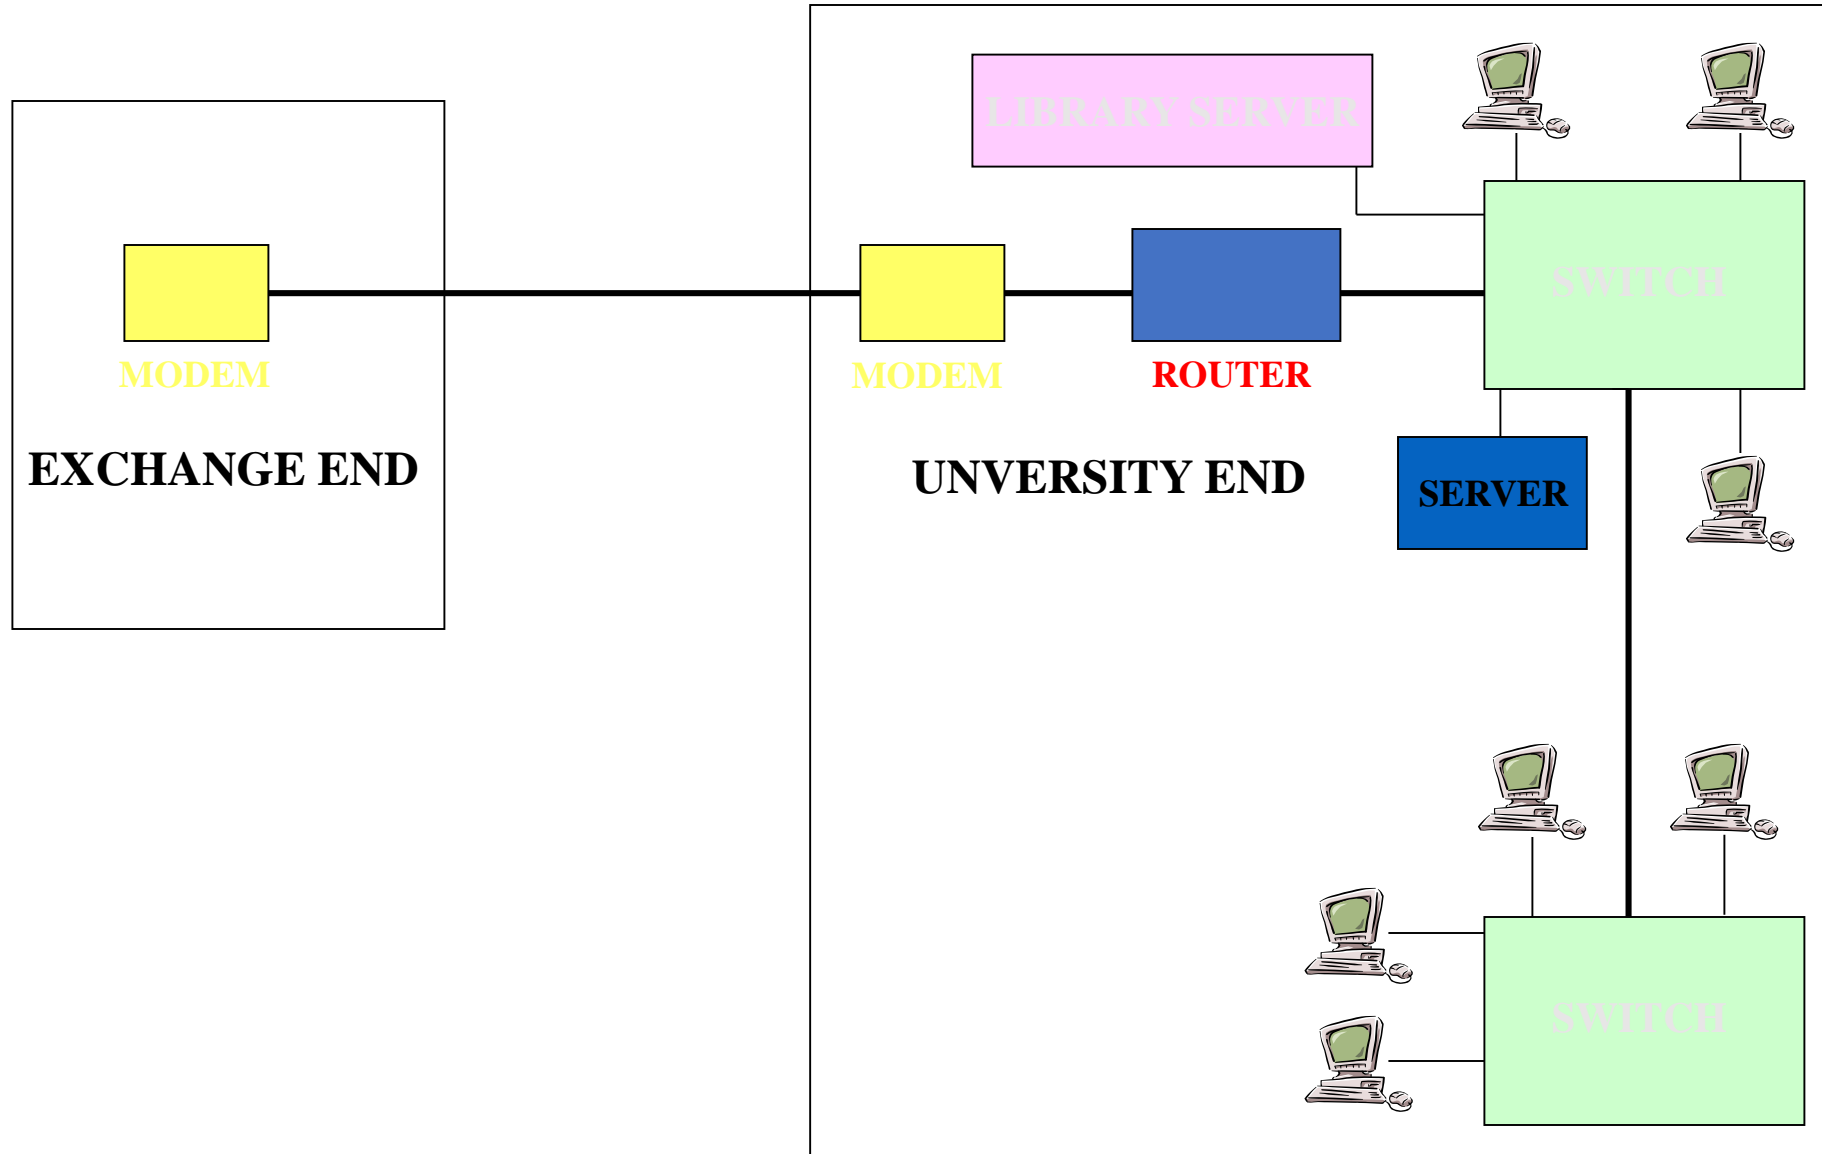 LIBRARY SERVER
SWITCH
MODEM
MODEM
ROUTER
EXCHANGE END
UNVERSITY END
SERVER
SWITCH